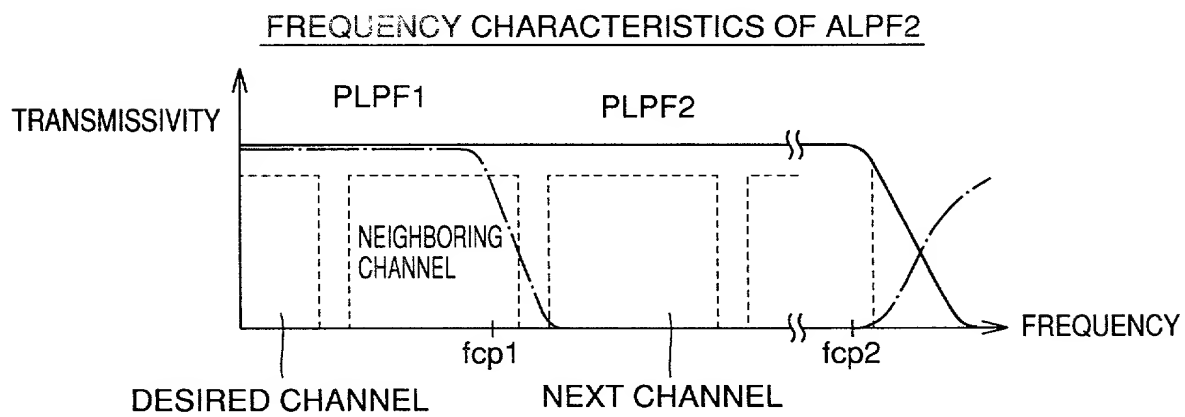 FREQUENCY CHARACTERISTICS OF ALPF2
PLPF1
PLPF2
TRANSMISSIVITY
NEIGHBORING
CHANNEL
FREQUENCY
fcp1
fcp2
DESIRED CHANNEL
NEXT CHANNEL